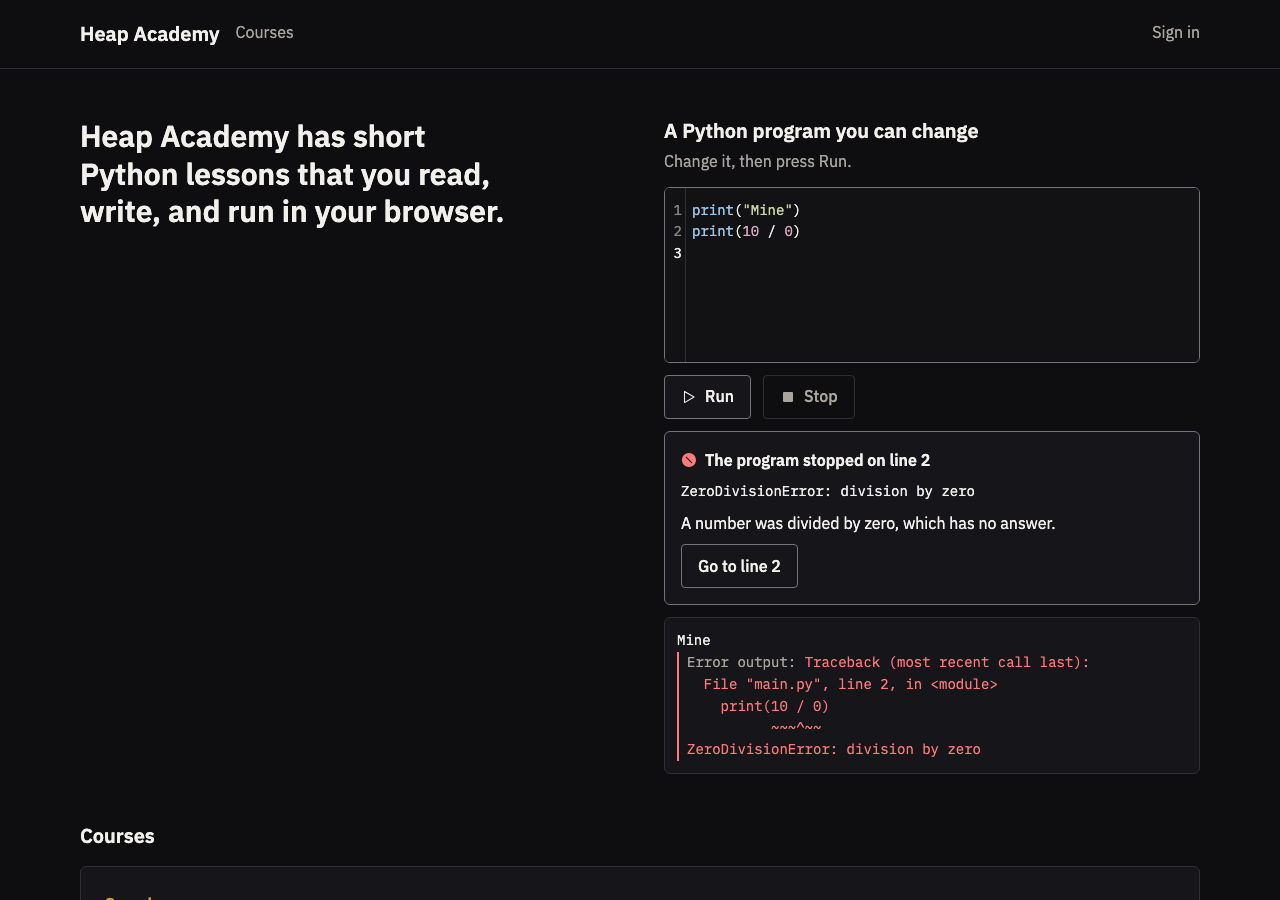 Heap Academy
Courses
Sign in
Heap Academy has short
Python lessons that you read,
write, and run in your browser.
A Python program you can change
Change it, then press Run.
1 print("Mine")
2 print(10 / 0)
3
Run
Stop
The program stopped on line 2
ZeroDivisionError: division by zero
A number was divided by zero, which has no answer.
Go to line 2
Mine
Error output: Traceback (most recent call last):
  File "main.py", line 2, in <module>
    print(10 / 0)
          ~~~^~~
ZeroDivisionError: division by zero
Courses